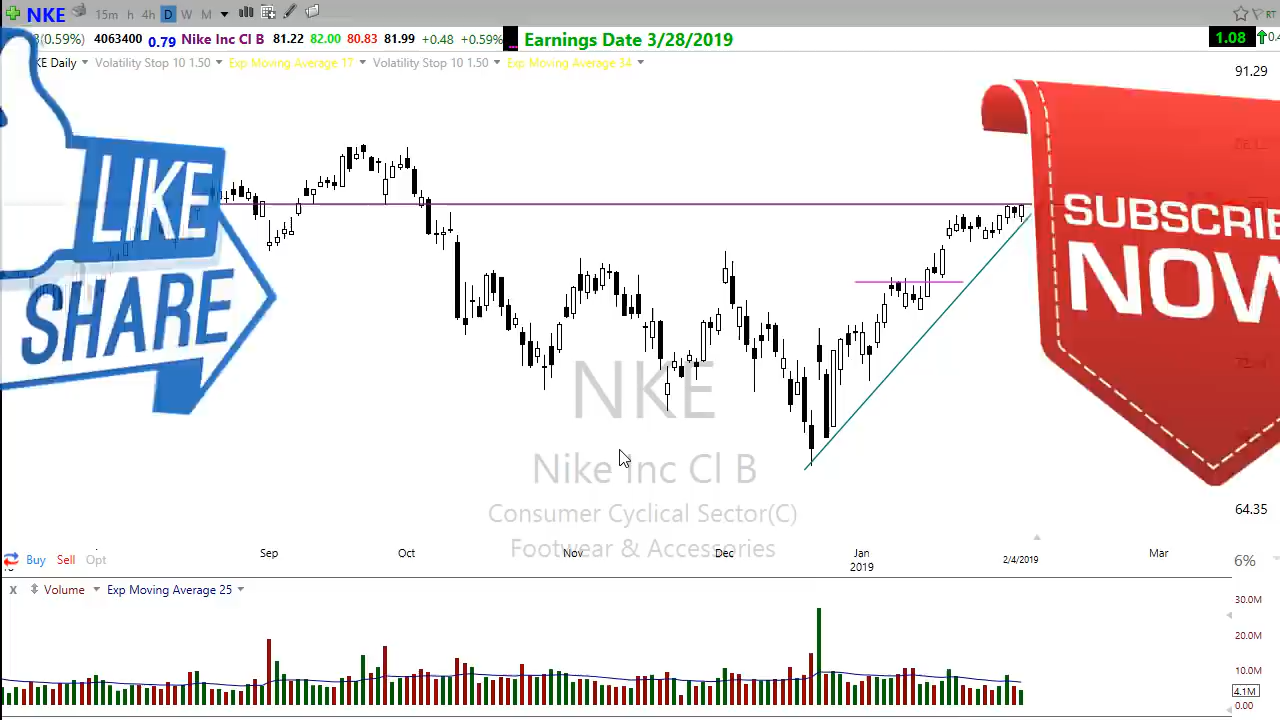 NKE 15m h 4h D W M RT
(0.59%) 4063400 0.79 Nike Inc Cl B 81.22 82.00 80.83 81.99 +0.48 +0.59% Earnings Date 3/28/2019 1.08
KE Daily Volatility Stop 10 1.50 Exp Moving Average 17 Volatility Stop 10 1.50 Exp Moving Average 34
91.29
LIKE
SHARE
SUBSCRIBE
NOW
NKE
Nike Inc Cl B
Consumer Cyclical Sector(C)
Footwear & Accessories
64.35
Sep Oct Nov Dec Jan 2/4/2019 Mar
2019
Buy Sell Opt 6%
x Volume Exp Moving Average 25
30.0M
20.0M
10.0M
4.1M
0.00